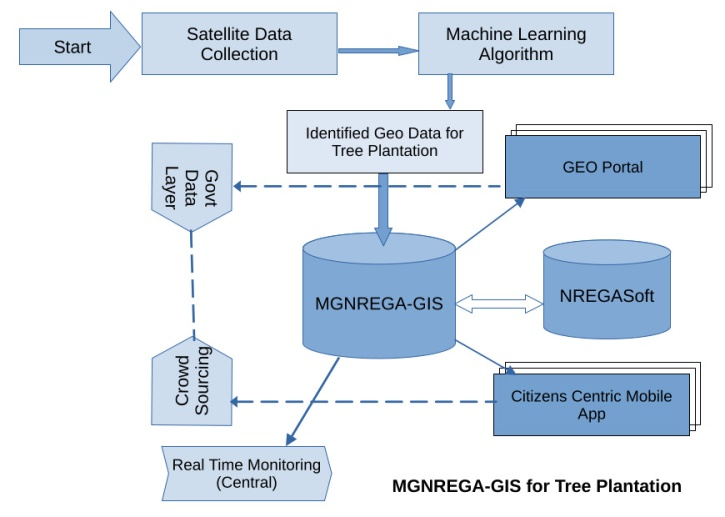 Start
Satellite Data
Collection
Machine Learning
Algorithm
Identified Geo Data for
Tree Plantation
Govt
Data
Layer
GEO Portal
MGNREGA-GIS
NREGASoft
Crowd
Sourcing
Citizens Centric Mobile
App
Real Time Monitoring
(Central)
MGNREGA-GIS for Tree Plantation